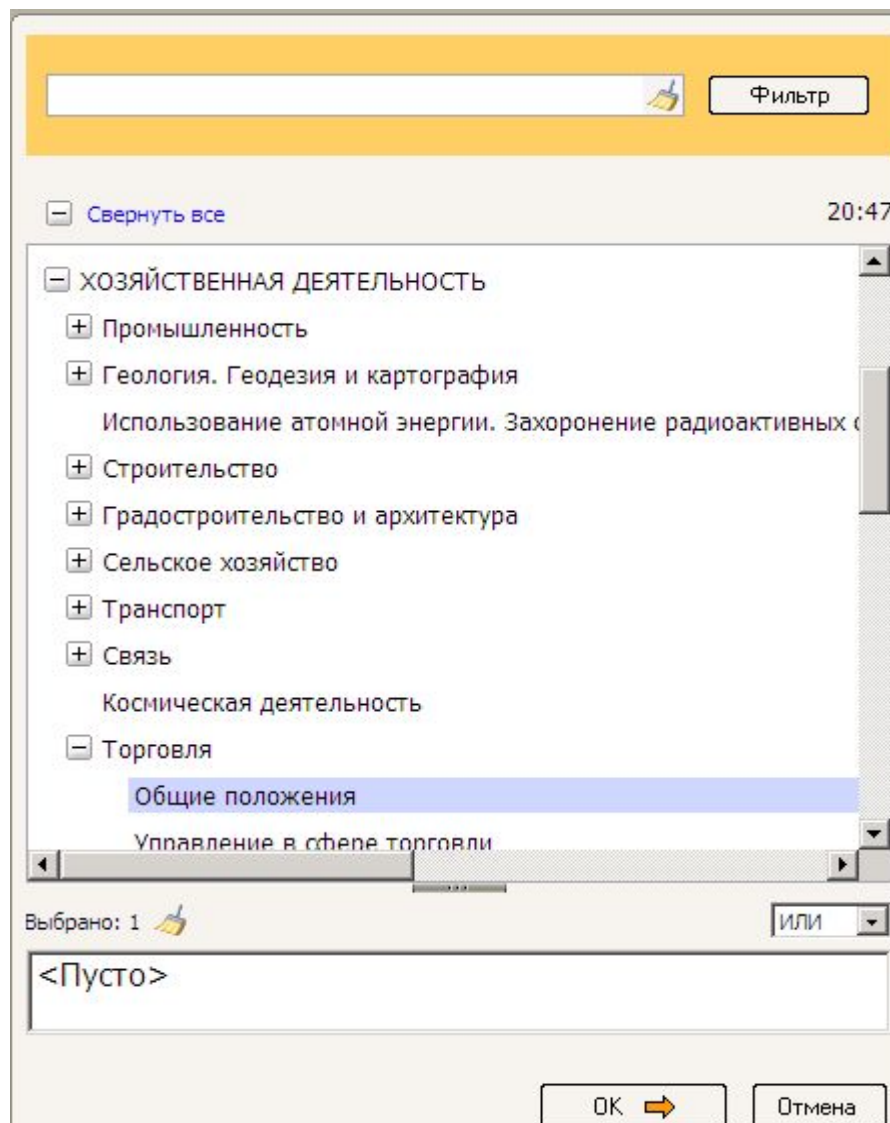 Фильтр
Свернуть все 20:47
ХОЗЯЙСТВЕННАЯ ДЕЯТЕЛЬНОСТЬ
Промышленность
Геология. Геодезия и картография
Использование атомной энергии. Захоронение радиоактивных
Строительство
Градостроительство и архитектура
Сельское хозяйство
Транспорт
Связь
Космическая деятельность
Торговля
Общие положения
Управление в сфере торговли
Выбрано: 1 ИЛИ
<Пусто>
ОК Отмена